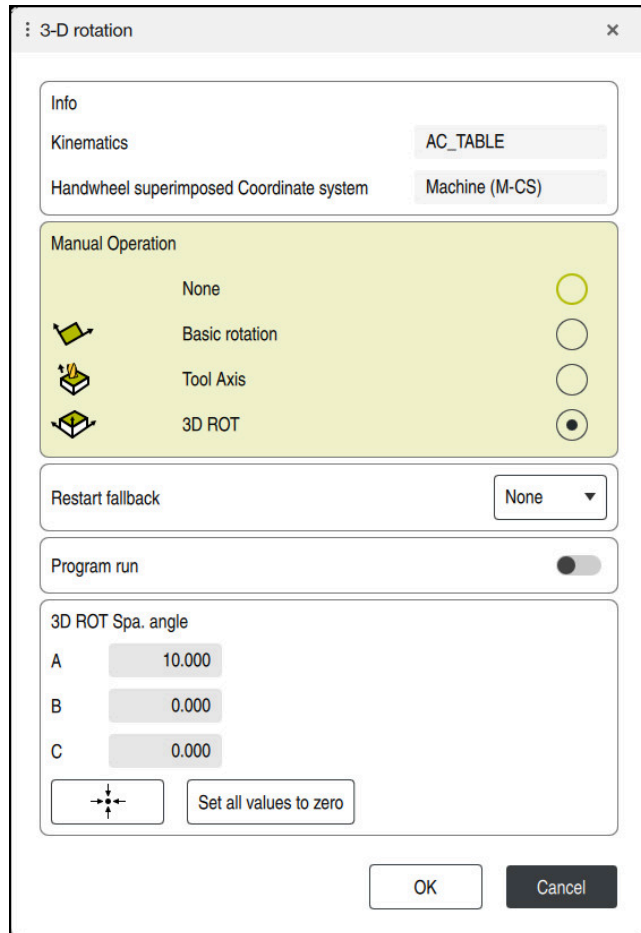 3-D rotation
Info
Kinematics AC_TABLE
Handwheel superimposed Coordinate system Machine (M-CS)
Manual Operation
None
Basic rotation
Tool Axis
3D ROT
Restart fallback None
Program run
3D ROT Spa. angle
A 10.000
B 0.000
C 0.000
Set all values to zero
OK Cancel